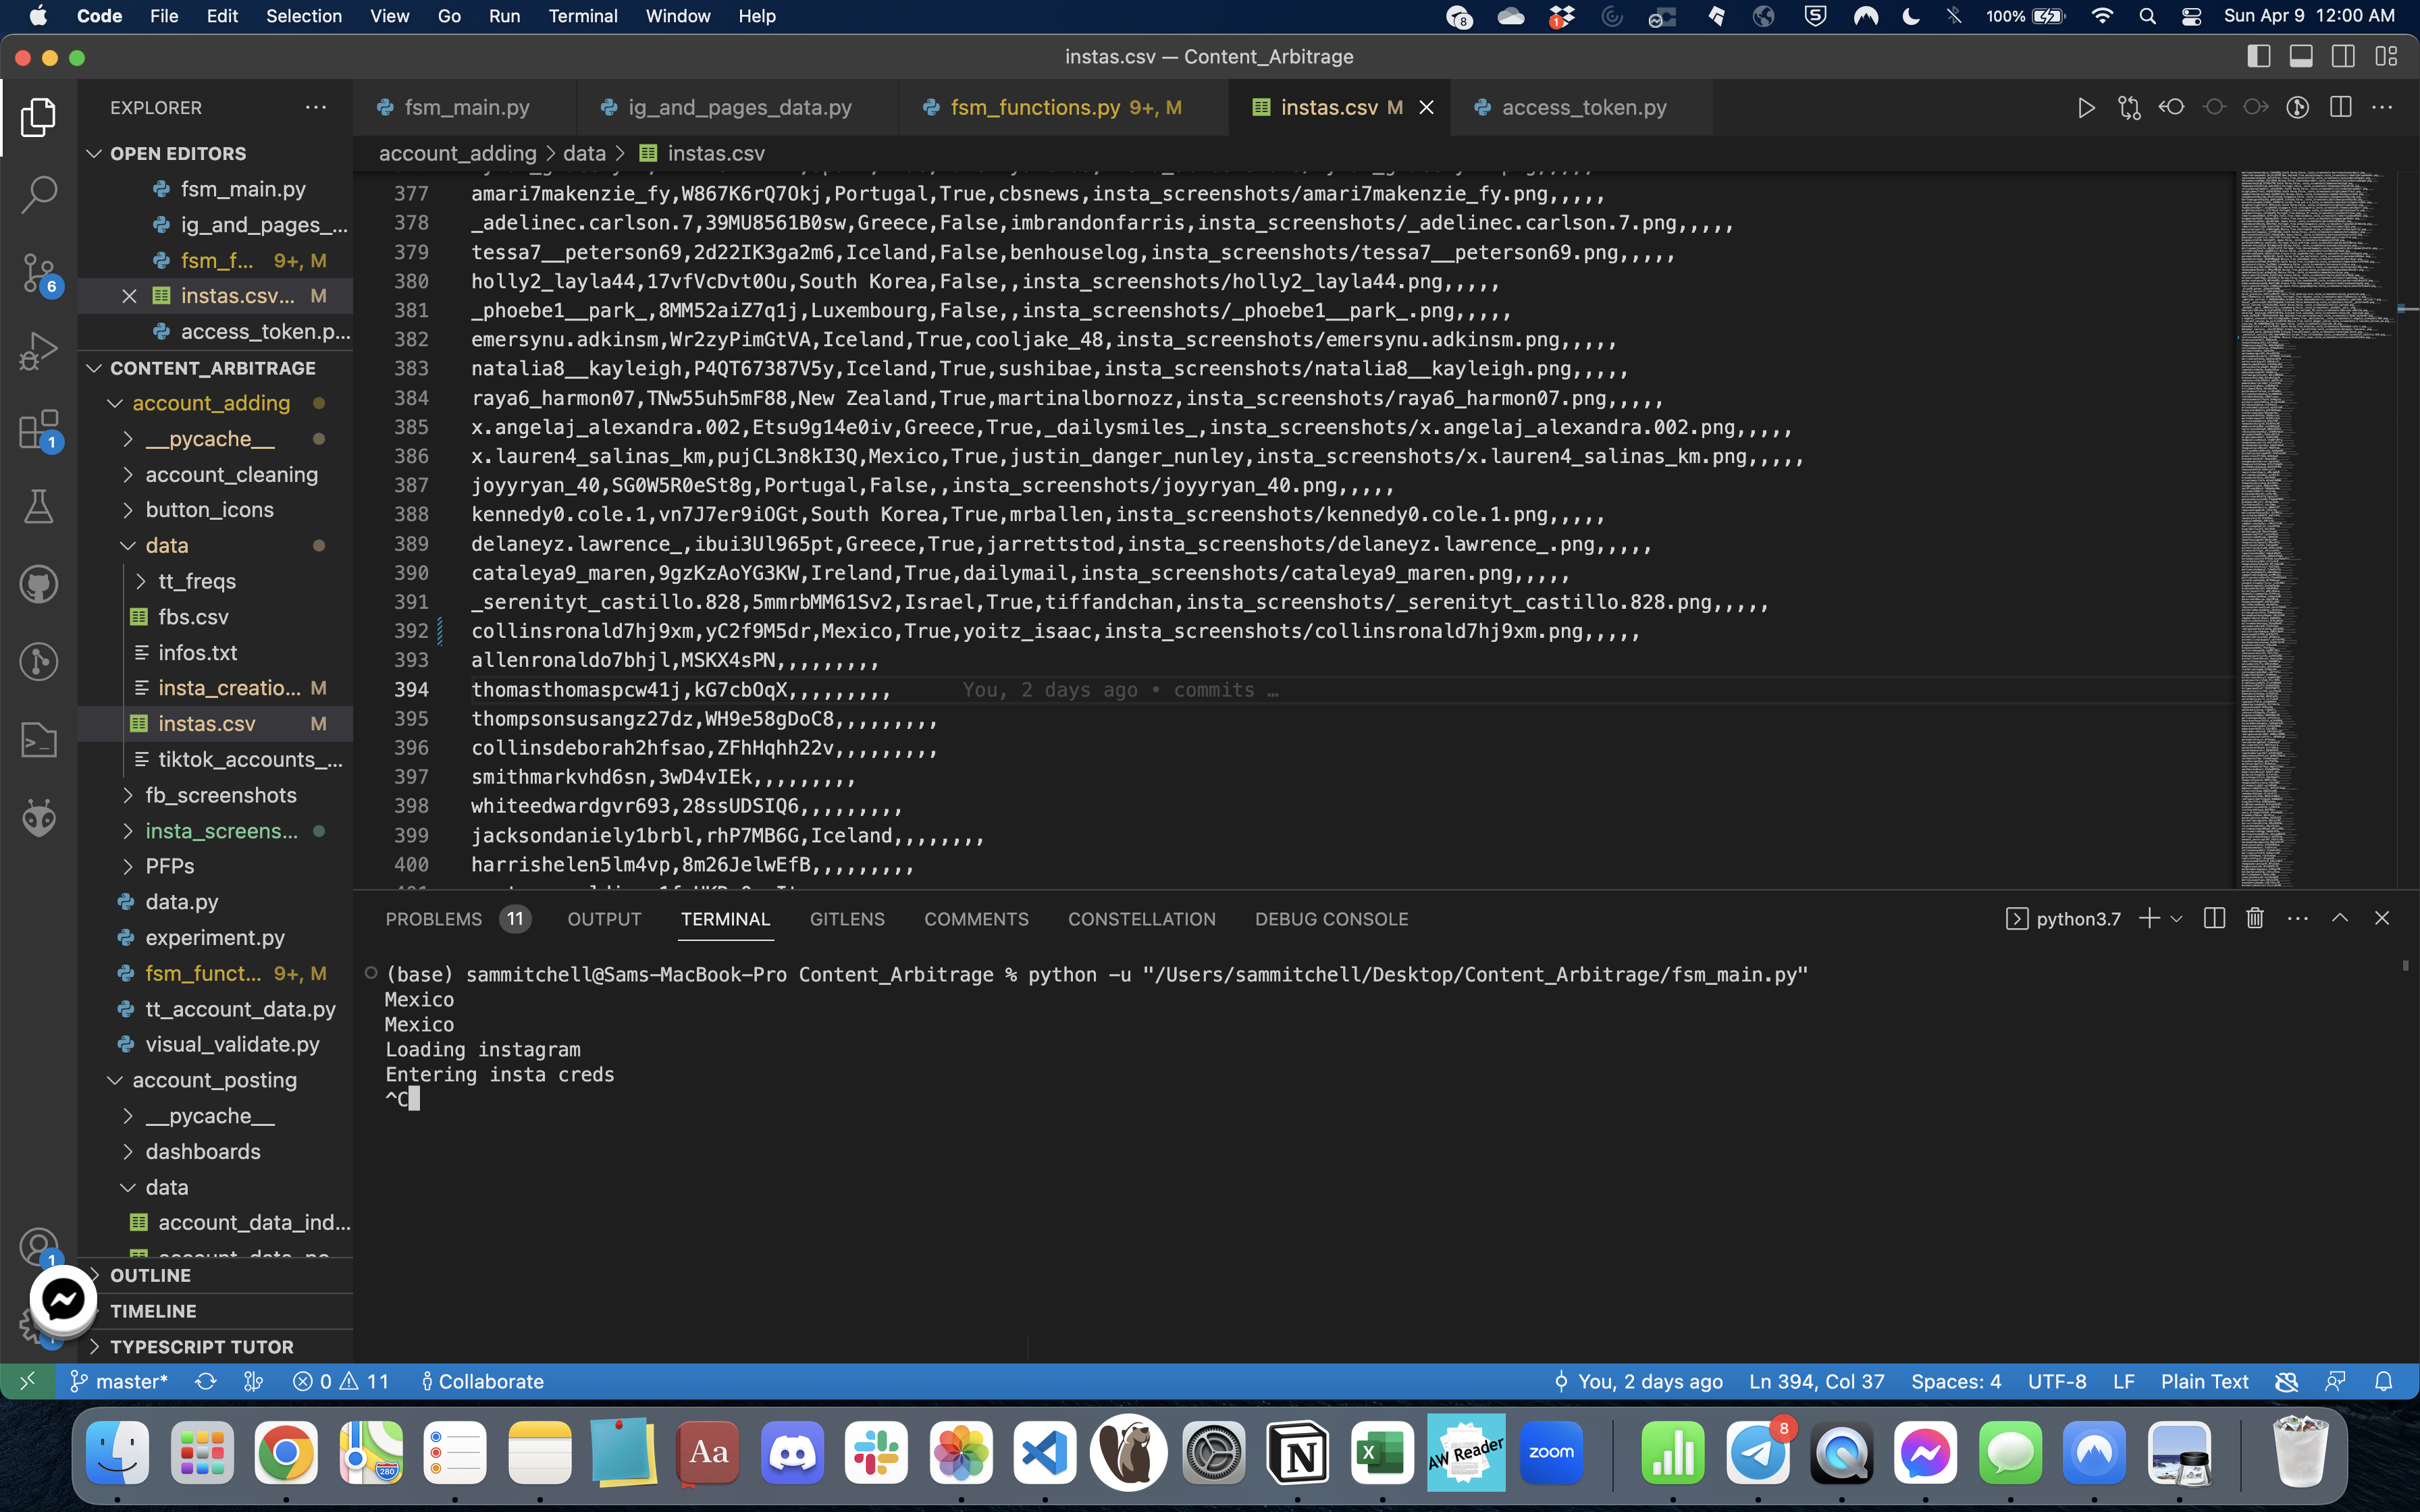 Code File Edit Selection View Go Run Terminal Window Help 8 1 100% Sun Apr 9 12:00 AM
instas.csv — Content_Arbitrage
EXPLORER
fsm_main.py ig_and_pages_data.py fsm_functions.py 9+, M instas.csv M access_token.py
account_adding > data > instas.csv
OPEN EDITORS
fsm_main.py
ig_and_pages_...
fsm_f... 9+, M
instas.csv... M
access_token.p...
CONTENT_ARBITRAGE
account_adding
__pycache__
account_cleaning
button_icons
data
tt_freqs
fbs.csv
infos.txt
insta_creatio... M
instas.csv M
tiktok_accounts_...
fb_screenshots
insta_screens...
PFPs
data.py
experiment.py
fsm_funct... 9+, M
tt_account_data.py
visual_validate.py
account_posting
__pycache__
dashboards
data
account_data_ind...
OUTLINE
TIMELINE
TYPESCRIPT TUTOR
6
1
1
377 amari7makenzie_fy,W867K6rQ7Okj,Portugal,True,cbsnews,insta_screenshots/amari7makenzie_fy.png,,,,,
378 _adelinec.carlson.7,39MU8561B0sw,Greece,False,imbrandonfarris,insta_screenshots/_adelinec.carlson.7.png,,,,,
379 tessa7__peterson69,2d22IK3ga2m6,Iceland,False,benhouselog,insta_screenshots/tessa7__peterson69.png,,,,,
380 holly2_layla44,17vfVcDvt0Ou,South Korea,False,,insta_screenshots/holly2_layla44.png,,,,,
381 _phoebe1__park_,8MM52aiZ7q1j,Luxembourg,False,,insta_screenshots/_phoebe1__park_.png,,,,,
382 emersynu.adkinsm,Wr2zyPimGtVA,Iceland,True,cooljake_48,insta_screenshots/emersynu.adkinsm.png,,,,,
383 natalia8__kayleigh,P4QT67387V5y,Iceland,True,sushibae,insta_screenshots/natalia8__kayleigh.png,,,,,
384 raya6_harmon07,TNw55uh5mF88,New Zealand,True,martinalbornozz,insta_screenshots/raya6_harmon07.png,,,,,
385 x.angelaj_alexandra.002,Etsu9g14e0iv,Greece,True,_dailysmiles_,insta_screenshots/x.angelaj_alexandra.002.png,,,,,
386 x.lauren4_salinas_km,pujCL3n8kI3Q,Mexico,True,justin_danger_nunley,insta_screenshots/x.lauren4_salinas_km.png,,,,,
387 joyyryan_40,SG0W5R0eSt8g,Portugal,False,,insta_screenshots/joyyryan_40.png,,,,,
388 kennedy0.cole.1,vn7J7er9iOGt,South Korea,True,mrballen,insta_screenshots/kennedy0.cole.1.png,,,,,
389 delaneyz.lawrence_,ibui3Ul965pt,Greece,True,jarrettstod,insta_screenshots/delaneyz.lawrence_.png,,,,,
390 cataleya9_maren,9gzKzAoYG3KW,Ireland,True,dailymail,insta_screenshots/cataleya9_maren.png,,,,,
391 _serenityt_castillo.828,5mmrbMM61Sv2,Israel,True,tiffandchan,insta_screenshots/_serenityt_castillo.828.png,,,,,
392 collinsronald7hj9xm,yC2f9M5dr,Mexico,True,yoitz_isaac,insta_screenshots/collinsronald7hj9xm.png,,,,,
393 allenronaldo7bhjl,MSKX4sPN,,,,,,,,,
394 thomasthomaspcw41j,kG7cbOqX,,,,,,,,, You, 2 days ago • commits …
395 thompsonsusangz27dz,WH9e58gDoC8,,,,,,,,,
396 collinsdeborah2hfsao,ZFhHqhh22v,,,,,,,,,
397 smithmarkvhd6sn,3wD4vIEk,,,,,,,,,
398 whiteedwardgvr693,28ssUDSIQ6,,,,,,,,,
399 jacksondaniely1brbl,rhP7MB6G,Iceland,,,,,,,,
400 harrishelen5lm4vp,8m26JelwEfB,,,,,,,,,
PROBLEMS 11 OUTPUT TERMINAL GITLENS COMMENTS CONSTELLATION DEBUG CONSOLE python3.7
(base) sammitchell@Sams-MacBook-Pro Content_Arbitrage % python -u "/Users/sammitchell/Desktop/Content_Arbitrage/fsm_main.py"
Mexico
Mexico
Loading instagram
Entering insta creds
^C
master* 0 11 Collaborate You, 2 days ago Ln 394, Col 37 Spaces: 4 UTF-8 LF Plain Text
280 Aa N X AW Reader zoom 8